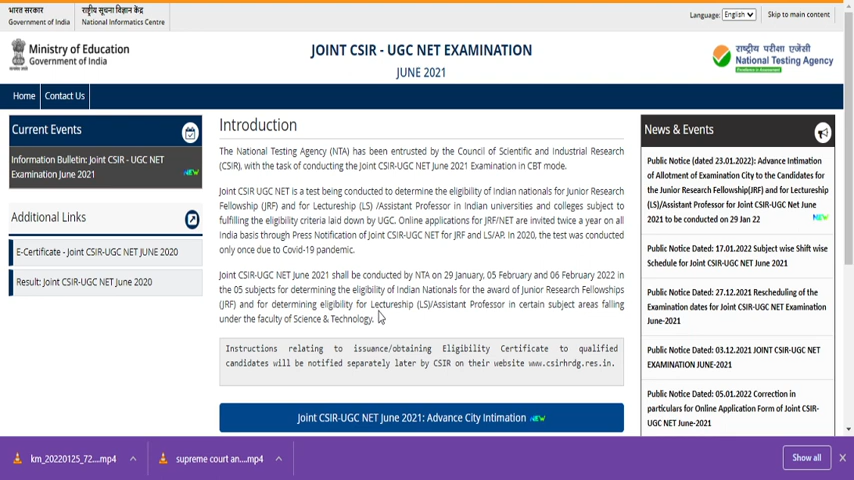 भारत सरकार
Government of India
राष्ट्रीय सूचना विज्ञान केंद्र
National Informatics Centre
Language: English
Skip to main content
Ministry of Education
Government of India
JOINT CSIR - UGC NET EXAMINATION
JUNE 2021
राष्ट्रीय परीक्षा एजेंसी
National Testing Agency
Excellence in Assessment
Home
Contact Us
Current Events
Information Bulletin: Joint CSIR - UGC NET
Examination June 2021
NEW
Additional Links
E-Certificate - Joint CSIR-UGC NET JUNE 2020
Result: Joint CSIR-UGC NET June 2020
Introduction
The National Testing Agency (NTA) has been entrusted by the Council of Scientific and Industrial Research
(CSIR), with the task of conducting the Joint CSIR-UGC NET June 2021 Examination in CBT mode.
Joint CSIR UGC NET is a test being conducted to determine the eligibility of Indian nationals for Junior Research
Fellowship (JRF) and for Lectureship (LS) /Assistant Professor in Indian universities and colleges subject to
fulfilling the eligibility criteria laid down by UGC. Online applications for JRF/NET are invited twice a year on all
India basis through Press Notification of Joint CSIR-UGC NET for JRF and LS/AP. In 2020, the test was conducted
only once due to Covid-19 pandemic.
Joint CSIR-UGC NET June 2021 shall be conducted by NTA on 29 January, 05 February and 06 February 2022 in
the 05 subjects for determining the eligibility of Indian Nationals for the award of Junior Research Fellowships
(JRF) and for determining eligibility for Lectureship (LS)/Assistant Professor in certain subject areas falling
under the faculty of Science & Technology.
Instructions relating to issuance/obtaining Eligibility Certificate to qualified
candidates will be notified separately later by CSIR on their website www.csirhrdg.res.in.
Joint CSIR-UGC NET June 2021: Advance City Intimation NEW
News & Events
Public Notice (dated 23.01.2022): Advance Intimation
of Allotment of Examination City to the Candidates for
the Junior Research Fellowship(JRF) and for Lectureship
(LS)/Assistant Professor for Joint CSIR-UGC Net June
2021 to be conducted on 29 Jan 22
NEW
Public Notice Dated: 17.01.2022 Subject wise Shift wise
Schedule for Joint CSIR-UGC NET June 2021
Public Notice Dated: 27.12.2021 Rescheduling of the
Examination dates for Joint CSIR-UGC NET Examination
June-2021
Public Notice Dated: 03.12.2021 JOINT CSIR-UGC NET
EXAMINATION JUNE-2021
Public Notice Dated: 05.01.2022 Correction in
particulars for Online Application Form of Joint CSIR-
UGC NET June-2021
km_20220125_72....mp4
supreme court an....mp4
Show all